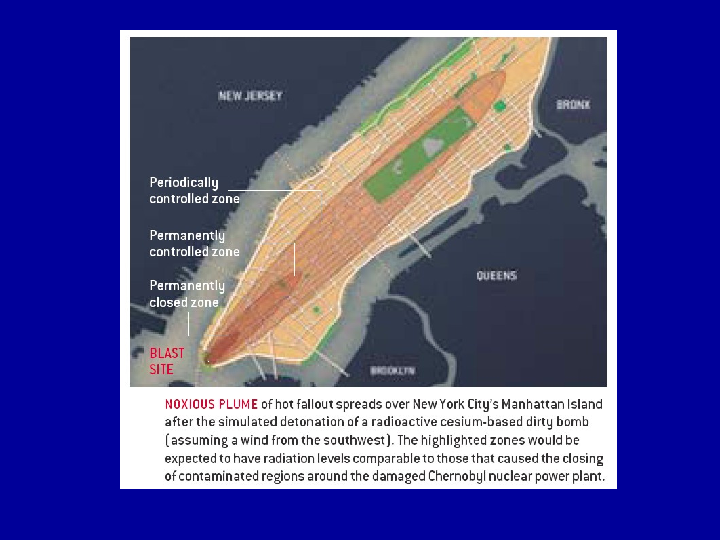 NEW JERSEY
BRONX
Periodically
controlled zone
Permanently
controlled zone
Permanently
closed zone
QUEENS
BLAST
SITE
BROOKLYN
NOXIOUS PLUME of hot fallout spreads over New York City's Manhattan Island
after the simulated detonation of a radioactive cesium-based dirty bomb
(assuming a wind from the southwest). The highlighted zones would be
expected to have radiation levels comparable to those that caused the closing
of contaminated regions around the damaged Chernobyl nuclear power plant.